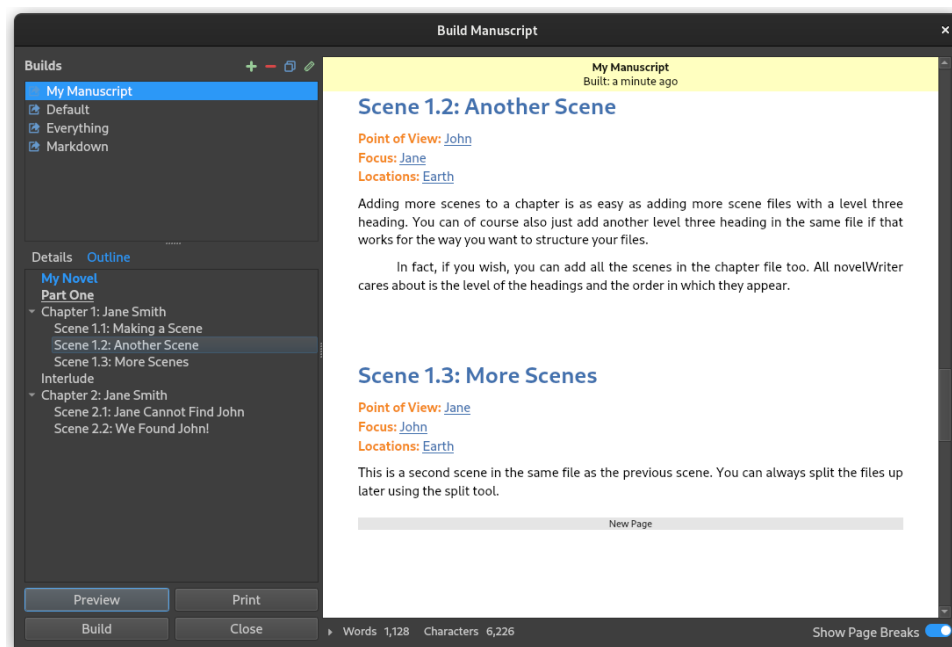 Build Manuscript
Builds
My Manuscript
Default
Everything
Markdown
Details Outline
My Novel
Part One
Chapter 1: Jane Smith
Scene 1.1: Making a Scene
Scene 1.2: Another Scene
Scene 1.3: More Scenes
Interlude
Chapter 2: Jane Smith
Scene 2.1: Jane Cannot Find John
Scene 2.2: We Found John!
Preview Print
Build Close
My Manuscript
Built: a minute ago
Scene 1.2: Another Scene
Point of View: John
Focus: Jane
Locations: Earth
Adding more scenes to a chapter is as easy as adding more scene files with a level three
heading. You can of course also just add another level three heading in the same file if that
works for the way you want to structure your files.
In fact, if you wish, you can add all the scenes in the chapter file too. All novelWriter
cares about is the level of the headings and the order in which they appear.
Scene 1.3: More Scenes
Point of View: Jane
Focus: John
Locations: Earth
This is a second scene in the same file as the previous scene. You can always split the files up
later using the split tool.
New Page
Words 1,128 Characters 6,226
Show Page Breaks